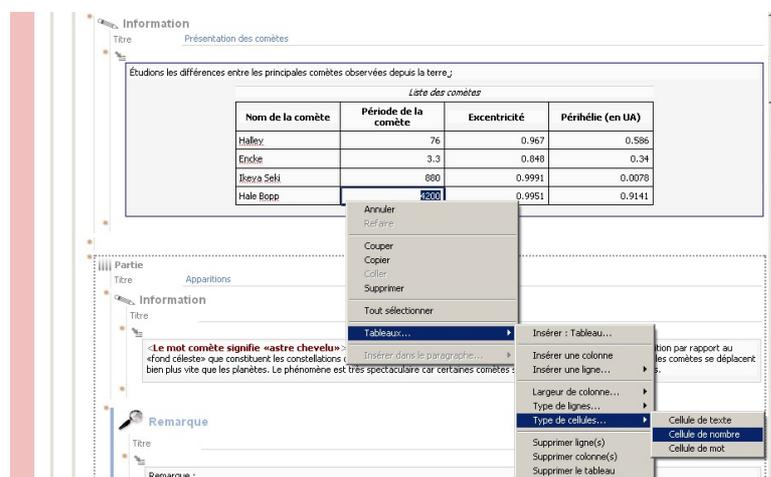 Information
Titre Présentation des comètes
Étudions les différences entre les principales comètes observées depuis la terre :
Liste des comètes
Nom de la comète Période de la comète Excentricité Périhélie (en UA)
Halley 76 0.967 0.586
Encke 3.3 0.848 0.34
Ikeya Seki 880 0.9991 0.0078
Hale Bopp 4200 0.9951 0.9141
Annuler
Refaire
Couper
Copier
Coller
Supprimer
Tout sélectionner
Tableaux...
Insérer dans le paragraphe...
Insérer : Tableau...
Insérer une colonne
Insérer une ligne...
Largeur de colonne...
Type de lignes...
Type de cellules...
Supprimer ligne(s)
Supprimer colonne(s)
Supprimer le tableau
Cellule de texte
Cellule de nombre
Cellule de mot
Partie
Titre Apparitions
Information
Titre
<Le mot comète signifie «astre chevelu»> tion par rapport au
«fond céleste» que constituent les constellations les comètes se déplacent
bien plus vite que les planètes. Le phénomène est très spectaculaire car certaines comètes s s.
Remarque
Titre
Remarque :